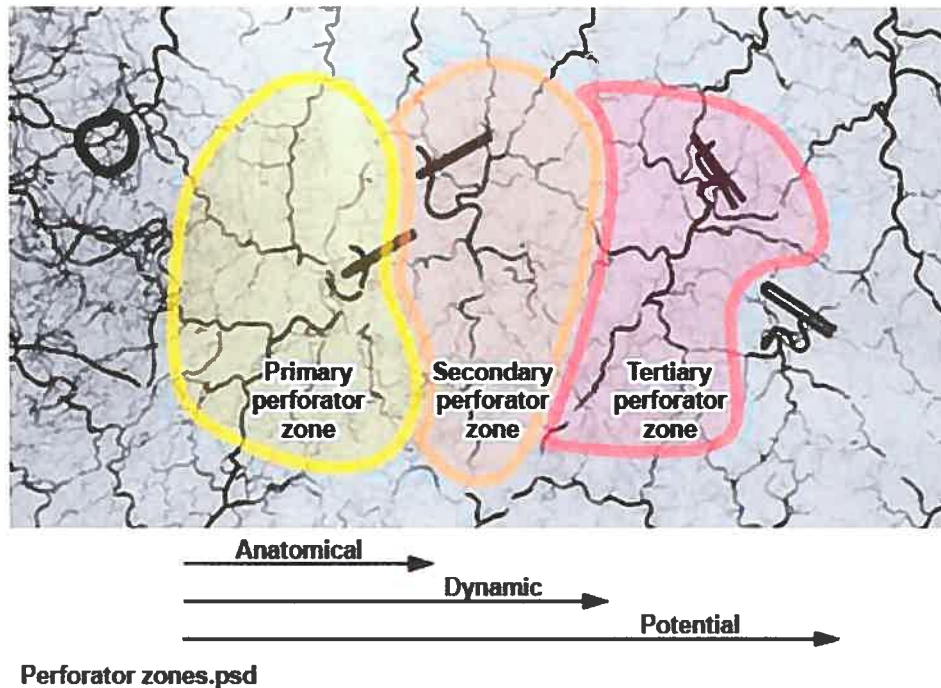 Primary
perforator
zone
Secondary
perforator
zone
Tertiary
perforator
zone
Anatomical
Dynamic
Potential
Perforator zones.psd